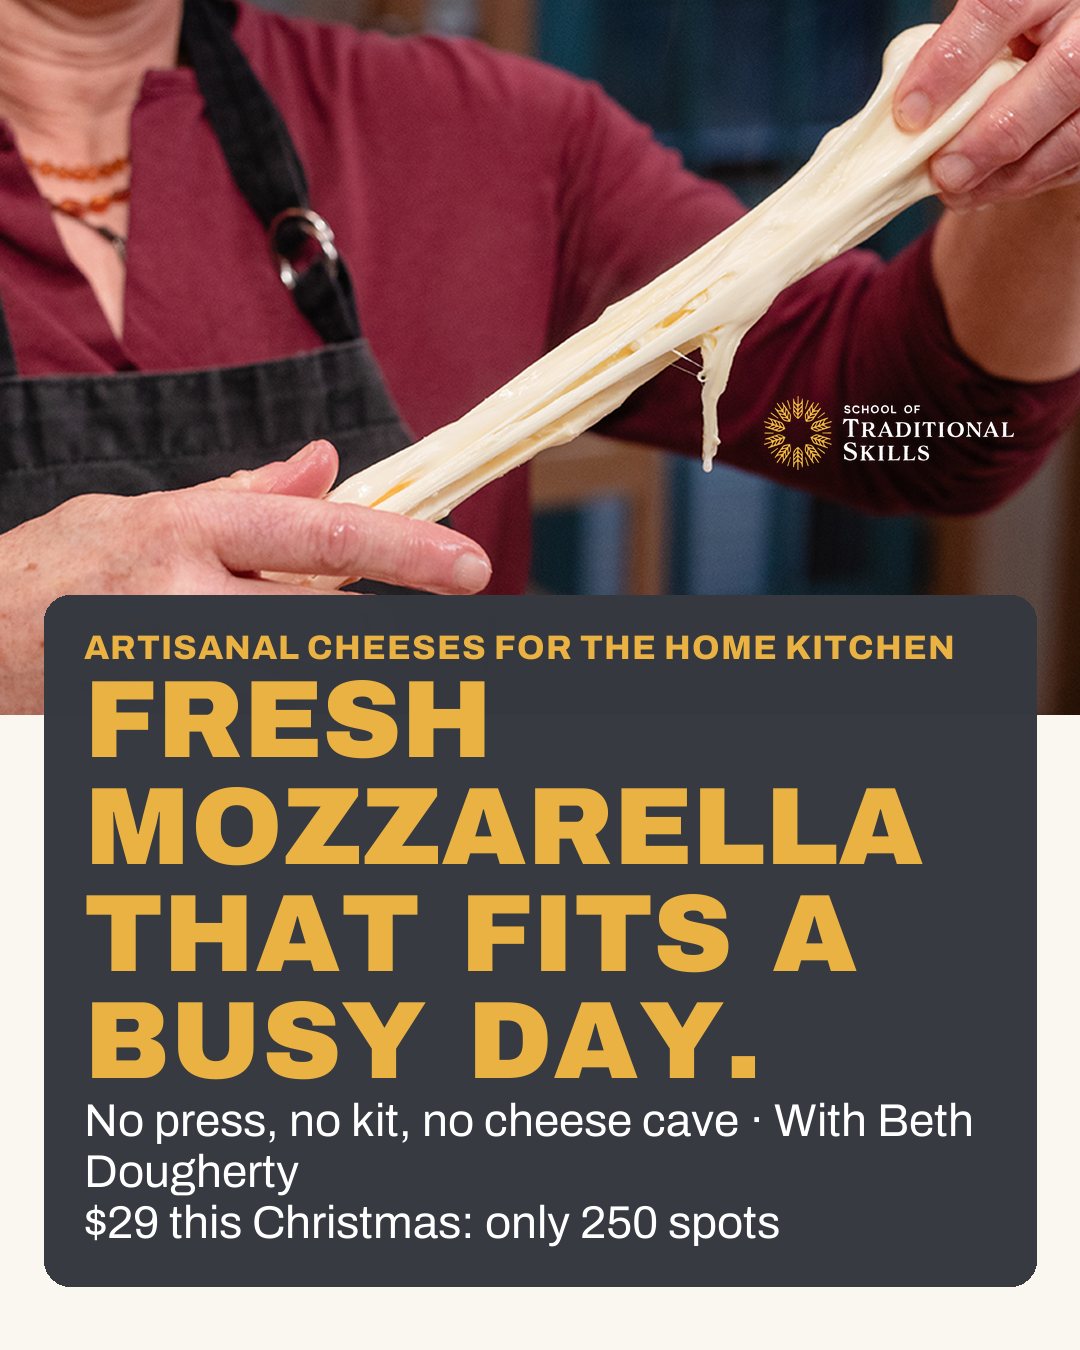 SCHOOL OF
TRADITIONAL
SKILLS
ARTISANAL CHEESES FOR THE HOME KITCHEN
FRESH
MOZZARELLA
THAT FITS A
BUSY DAY.
No press, no kit, no cheese cave · With Beth
Dougherty
$29 this Christmas: only 250 spots